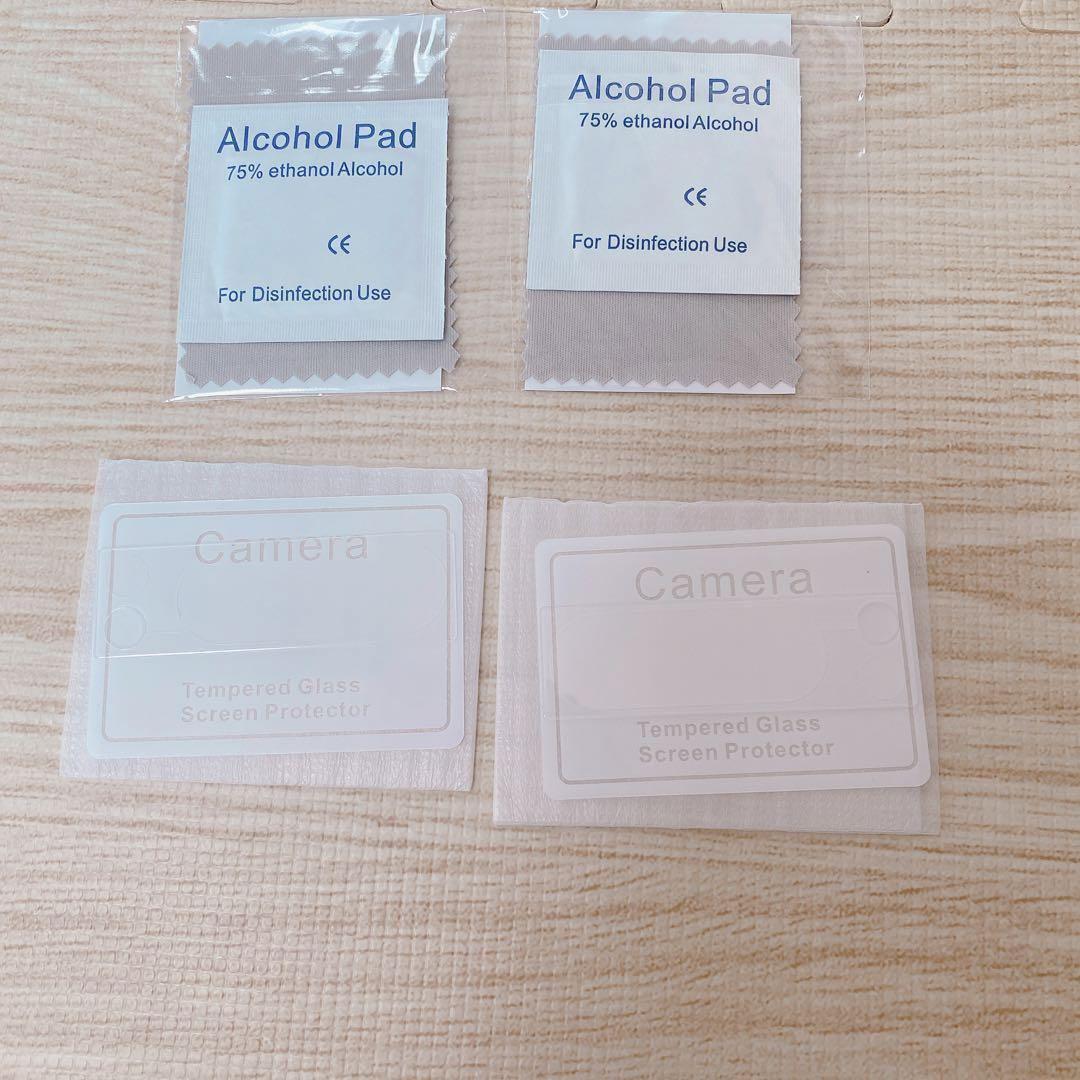 Alcohol Pad
75% ethanol Alcohol
CE
For Disinfection Use
Alcohol Pad
75% ethanol Alcohol
CE
For Disinfection Use
Camera
Tempered Glass
Screen Protector
Camera
Tempered Glass
Screen Protector